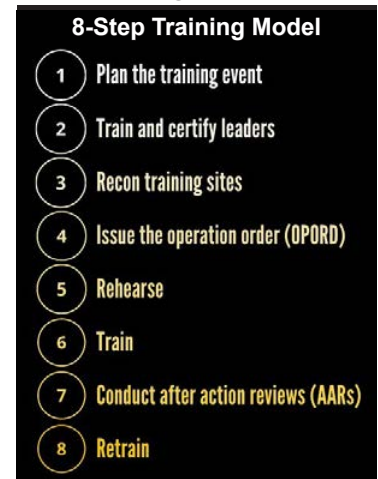 8-Step Training Model
1 Plan the training event
2 Train and certify leaders
3 Recon training sites
4 Issue the operation order (OPORD)
5 Rehearse
6 Train
7 Conduct after action reviews (AARs)
8 Retrain